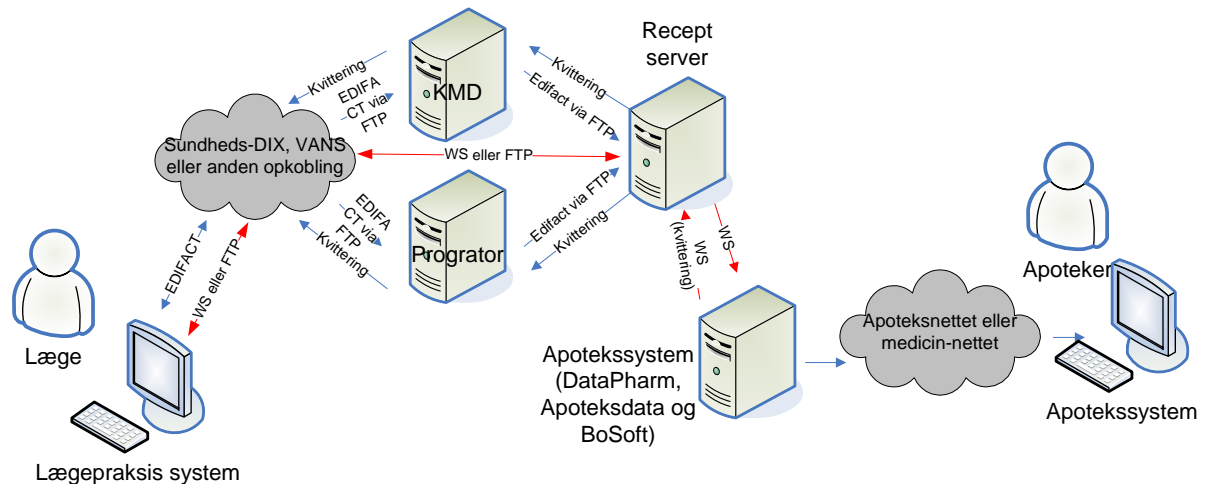 Recept
server
Kvittering
EDIFA
CT via
FTP
KMD
Kvittering
Edifact via FTP
Sundheds-DIX, VANS
eller anden opkobling
WS eller FTP
EDIFA
CT via
FTP
Kvittering
Progrator
Edifact via FTP
Kvittering
EDIFACT
WS eller FTP
Læge
Lægepraksis system
WS
WS
(kvittering)
Apotekssystem
(DataPharm,
Apoteksdata og
BoSoft)
Apoteksnettet eller
medicin-nettet
Apoteker
Apotekssystem